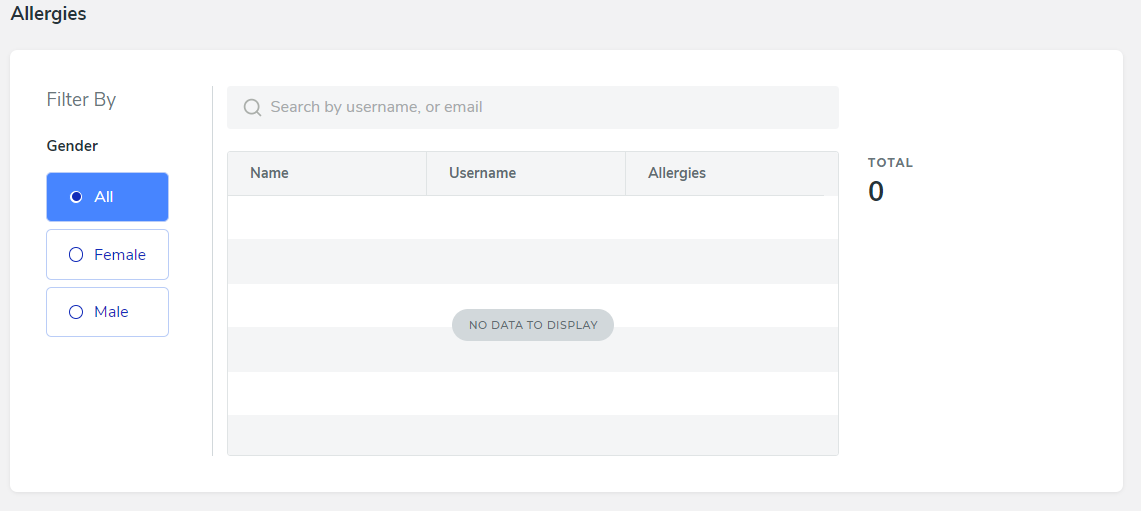 Allergies
Filter By
Gender
All
Female
Male
Search by username, or email
Name Username Allergies
NO DATA TO DISPLAY
TOTAL
0